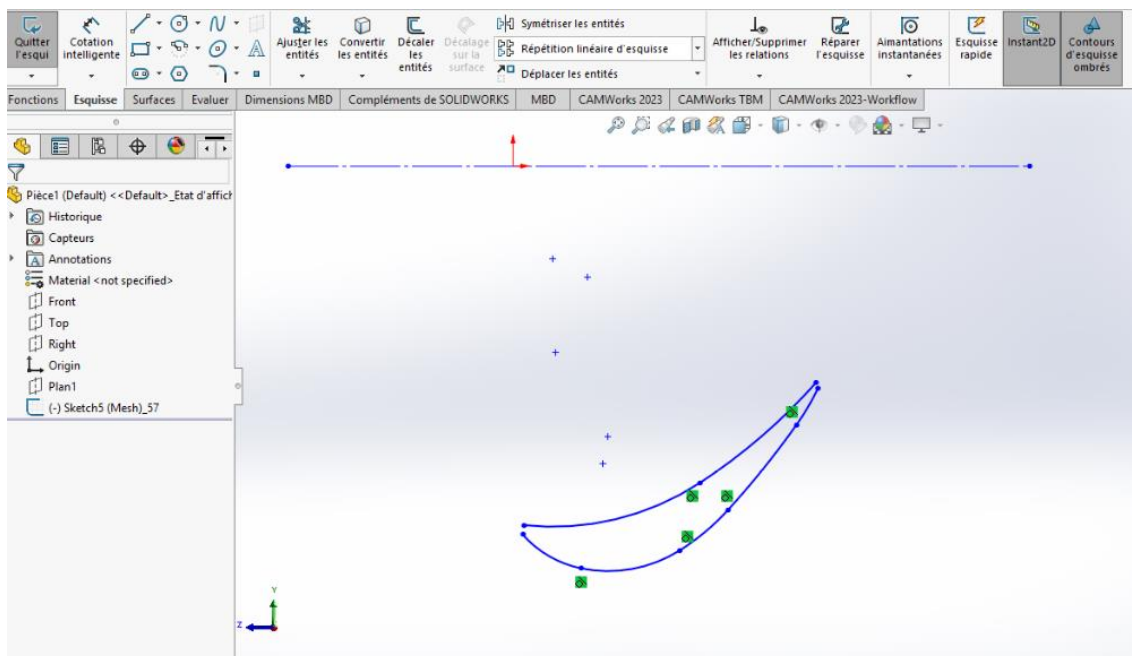 Quitter
l'esqui
Cotation
intelligente
Ajuster les
entités
Convertir
les entités
Décaler
les
entités
Décalage
sur la
surface
Symétriser les entités
Répétition linéaire d'esquisse
Déplacer les entités
Afficher/Supprimer
les relations
Réparer
l'esquisse
Aimantations
instantanées
Esquisse
rapide
Instant2D
Contours
d'esquisse
ombrés
Fonctions Esquisse Surfaces Evaluer Dimensions MBD Compléments de SOLIDWORKS MBD CAMWorks 2023 CAMWorks TBM CAMWorks 2023-Workflow
Pièce1 (Default) <<Default>_Etat d'affich
Historique
Capteurs
Annotations
Material <not specified>
Front
Top
Right
Origin
Plan1
(-) Sketch5 (Mesh)_57
Y
Z